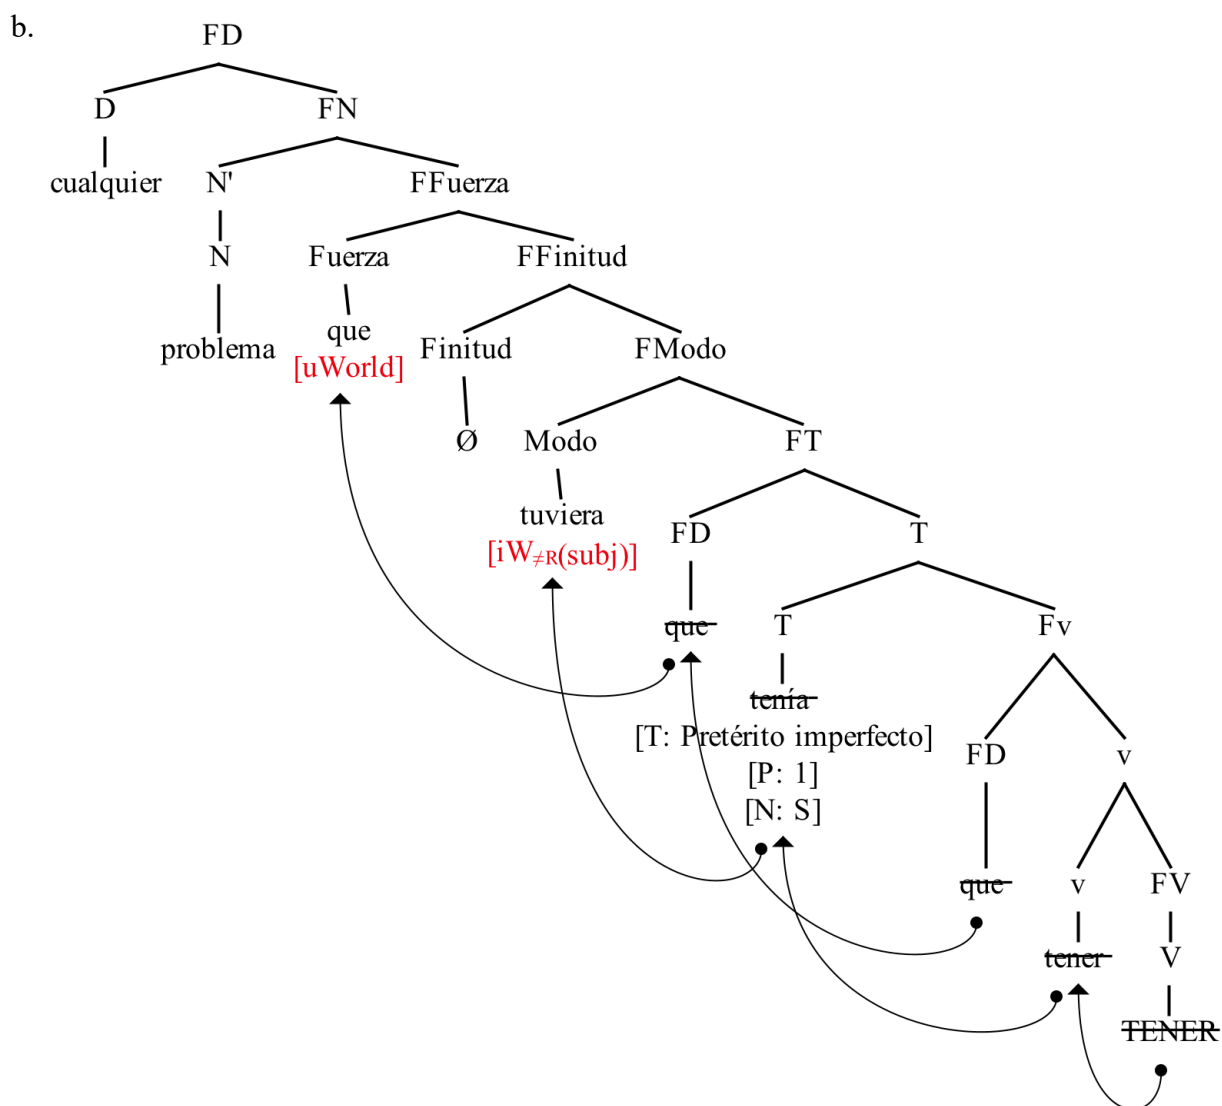 b.
FD
D FN
cualquier N' FFuerza
N Fuerza FFinitud
problema que Finitud FModo
[uWorld]
Ø Modo FT
tuviera FD T
[iW≠R(subj)]
que T Fv
tenía
[T: Pretérito imperfecto] FD v
[P: 1]
[N: S]
que v FV
tener V
TENER